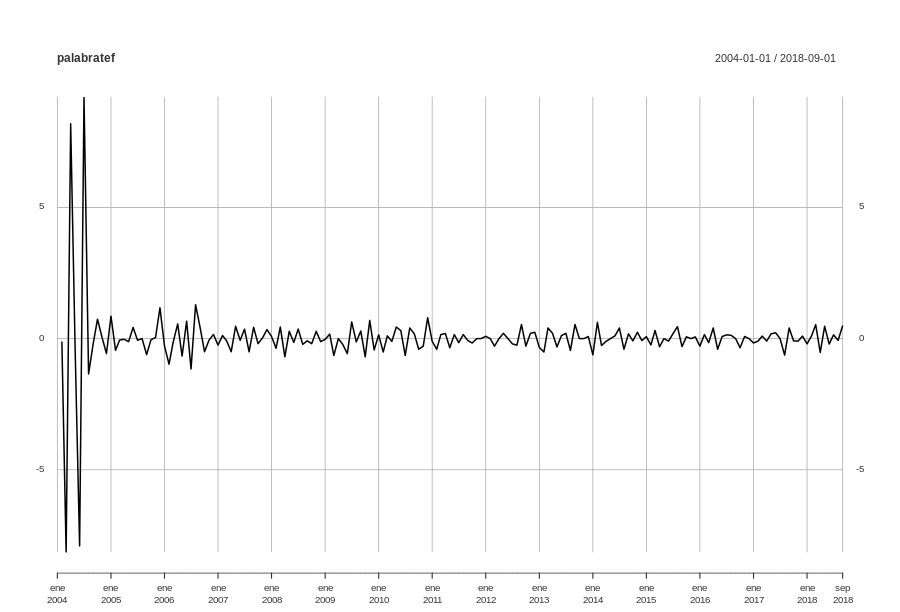 palabratef 2004-01-01 / 2018-09-01
5 5
0 0
-5 -5
ene ene ene ene ene ene ene ene ene ene ene ene ene ene ene sep
2004 2005 2006 2007 2008 2009 2010 2011 2012 2013 2014 2015 2016 2017 2018 2018